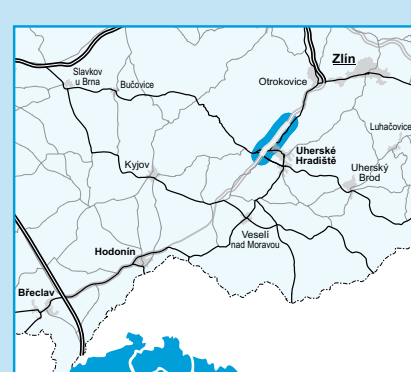 Zlín
Slavkov
u Brna
Bučovice
Otrokovice
Luhačovice
Uherské
Hradiště
Kyjov
Uherský
Brod
Veselí
nad Moravou
Hodonín
Břeclav